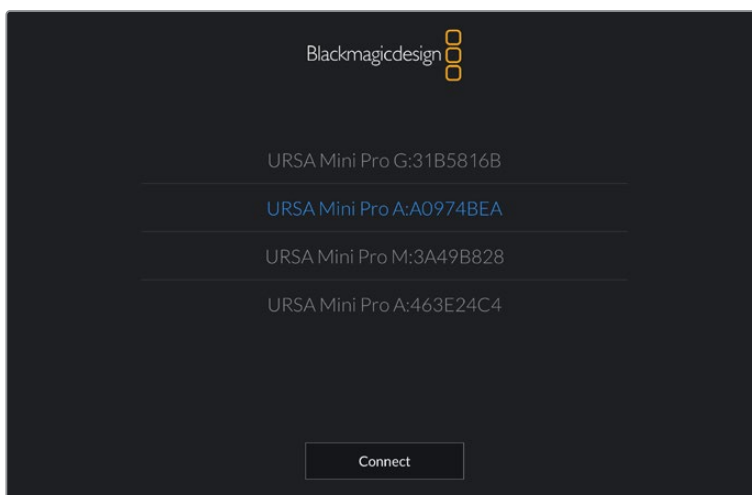 Blackmagicdesign
URSA Mini Pro G:31B5816B
URSA Mini Pro A:A0974BEA
URSA Mini Pro M:3A49B828
URSA Mini Pro A:463E24C4
Connect